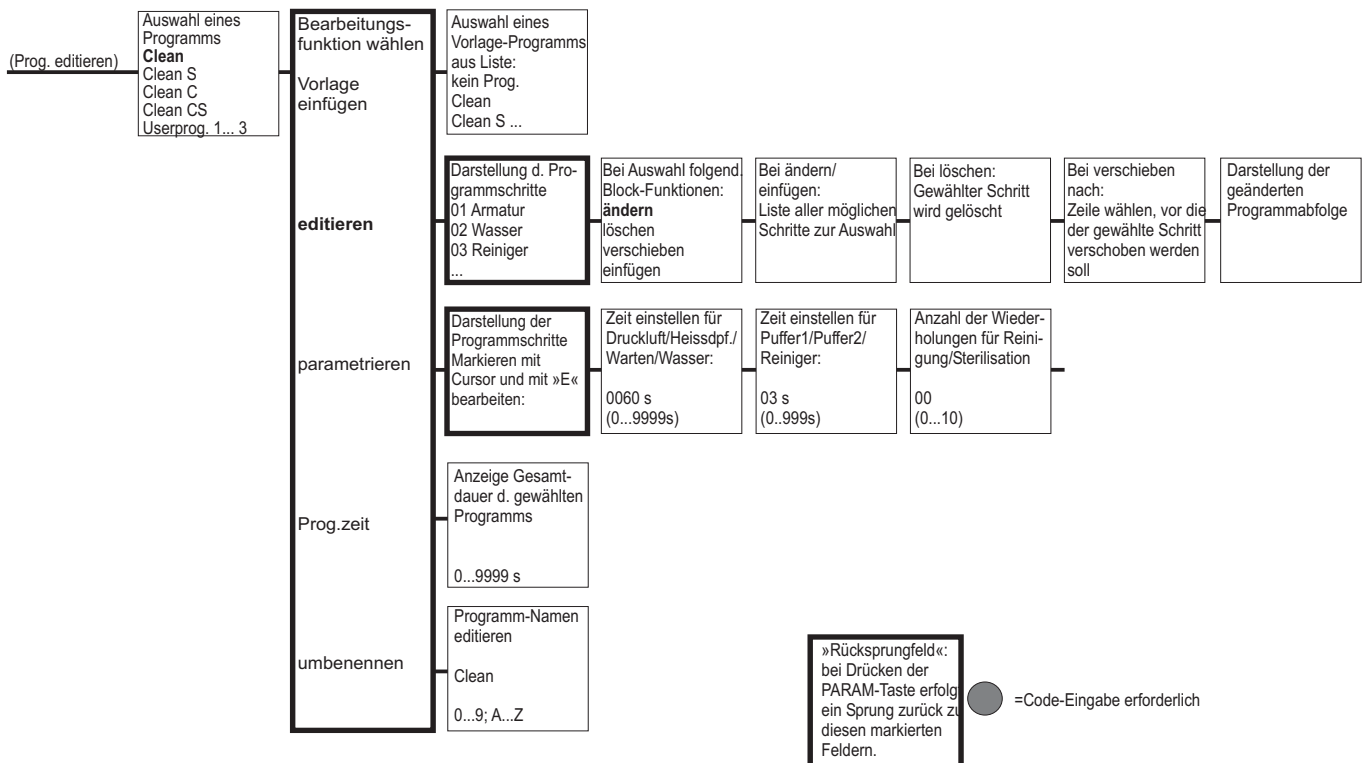 (Prog. editieren)
Auswahl eines
Programms
Clean
Clean S
Clean C
Clean CS
Userprog. 1... 3
Bearbeitungs-
funktion wählen
Vorlage
einfügen
Auswahl eines
Vorlage-Programms
aus Liste:
kein Prog.
Clean
Clean S ...
editieren
Darstellung d. Pro-
grammschritte
01 Armatur
02 Wasser
03 Reiniger
...
Bei Auswahl folgend.
Block-Funktionen:
ändern
löschen
verschieben
einfügen
Bei ändern/
einfügen:
Liste aller möglichen
Schritte zur Auswahl
Bei löschen:
Gewählter Schritt
wird gelöscht
Bei verschieben
nach:
Zeile wählen, vor die
der gewählte Schritt
verschoben werden
soll
Darstellung der
geänderten
Programmabfolge
parametrieren
Darstellung der
Programmschritte
Markieren mit
Cursor und mit »E«
bearbeiten:
Zeit einstellen für
Druckluft/Heissdpf./
Warten/Wasser:
0060 s
(0...9999s)
Zeit einstellen für
Puffer1/Puffer2/
Reiniger:
03 s
(0..999s)
Anzahl der Wieder-
holungen für Reini-
gung/Sterilisation
00
(0...10)
Prog.zeit
Anzeige Gesamt-
dauer d. gewählten
Programms
0...9999 s
umbenennen
Programm-Namen
editieren
Clean
0...9; A...Z
»Rücksprungfeld«:
bei Drücken der
PARAM-Taste erfolgt
ein Sprung zurück zu
diesen markierten
Feldern.
=Code-Eingabe erforderlich